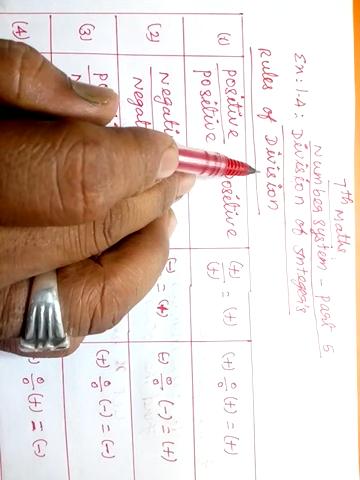 7th Maths
Number system - Part 5
Ex: 1.4: Division of Integers
Rules of Division
(1) Positive / Positive Positive (+)/(+) = (+) (+) ÷ (+) = (+)
(2) Negati / Negat (-) = (+) (-) ÷ (-) = (+)
(3) (+) ÷ (-) = (-)
(4) ÷ (+) = (-)